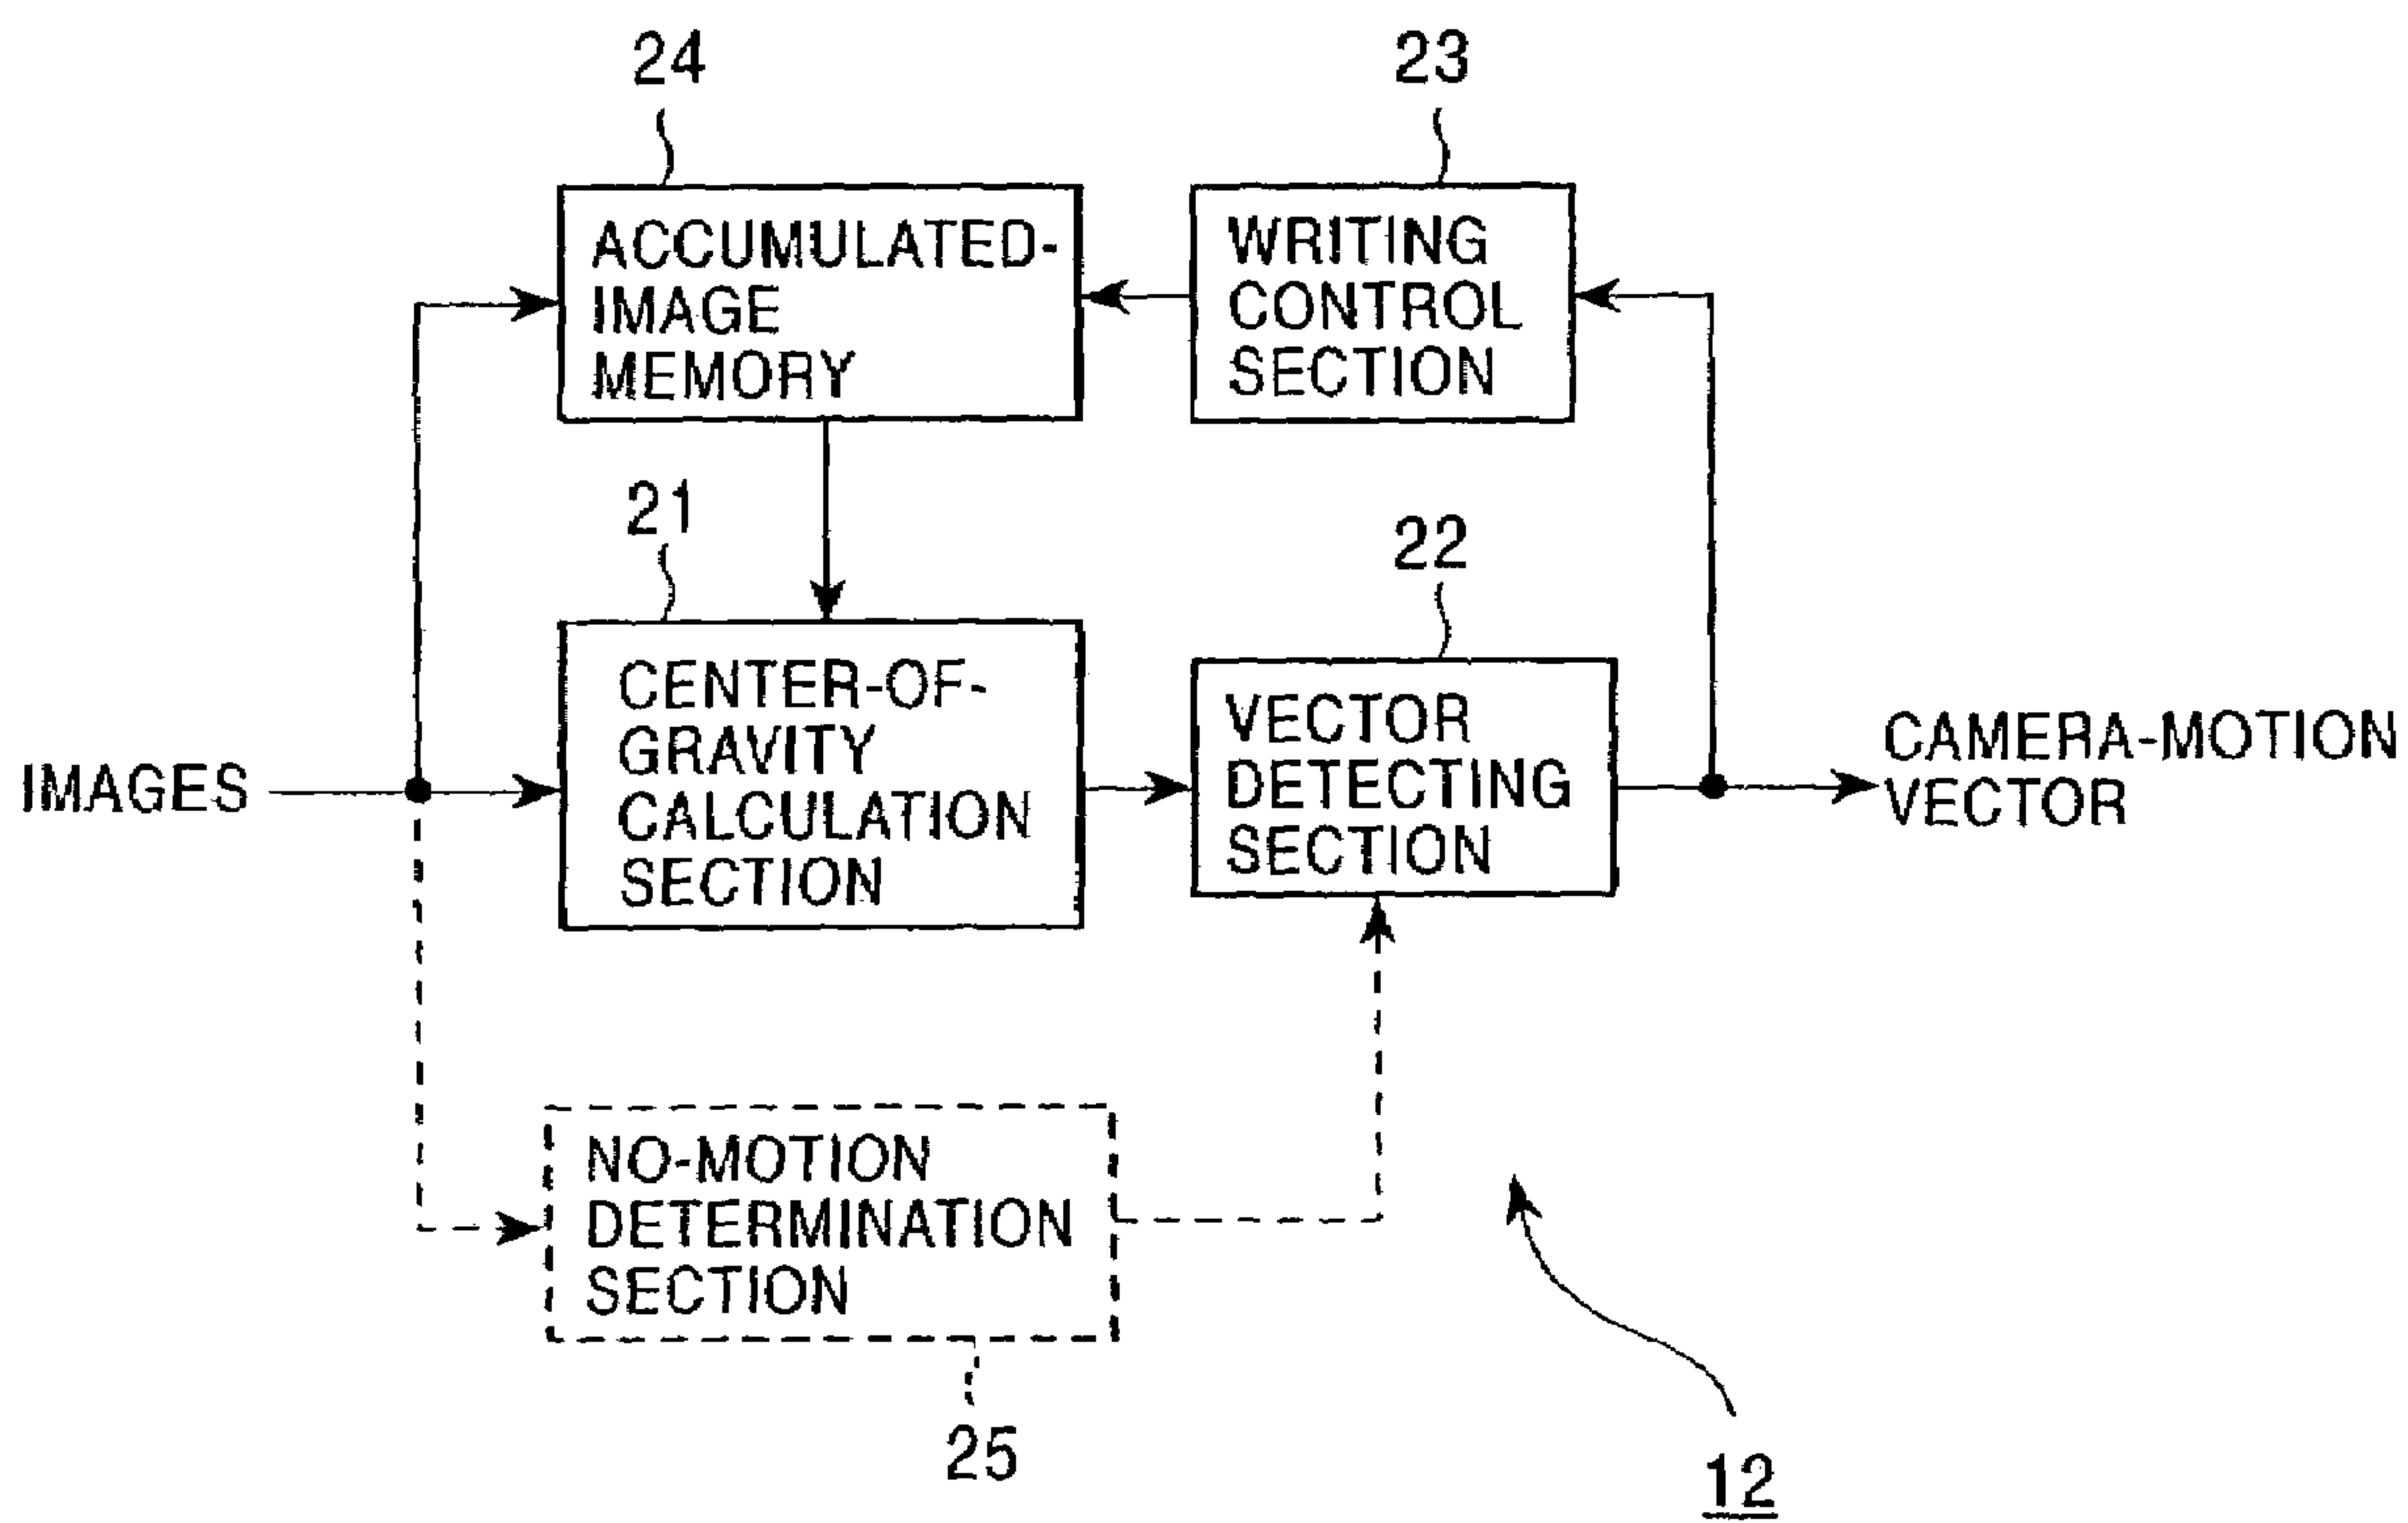 24
23
ACCUMULATED-
IMAGE
MEMORY
WRITING
CONTROL
SECTION
21
22
CENTER-OF-
GRAVITY
CALCULATION
SECTION
VECTOR
DETECTING
SECTION
IMAGES
CAMERA-MOTION
VECTOR
NO-MOTION
DETERMINATION
SECTION
25
12